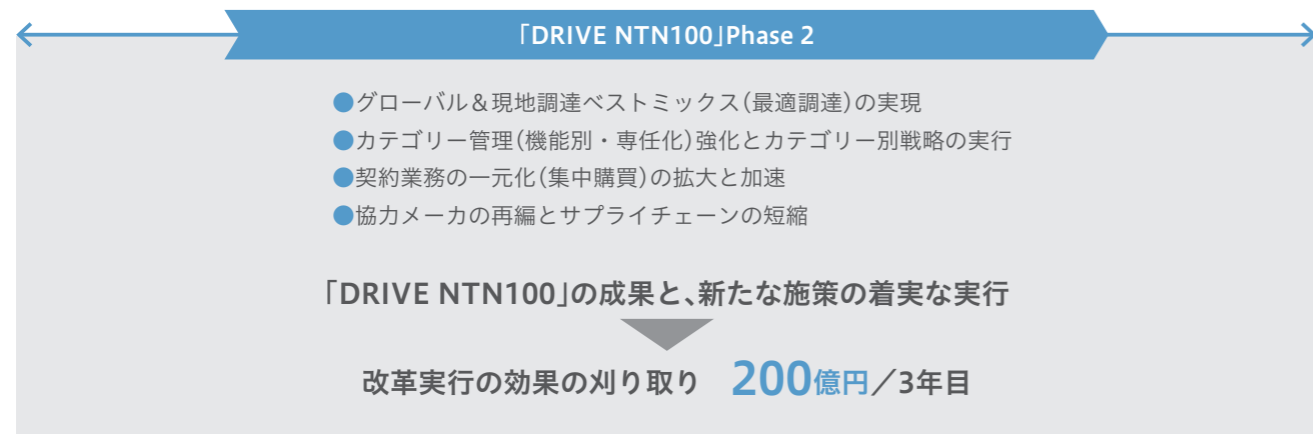 「DRIVE NTN100」Phase 2
●グローバル＆現地調達ベストミックス（最適調達）の実現
●カテゴリー管理（機能別・専任化）強化とカテゴリー別戦略の実行
●契約業務の一元化（集中購買）の拡大と加速
●協力メーカの再編とサプライチェーンの短縮
「DRIVE NTN100」の成果と、新たな施策の着実な実行
改革実行の効果の刈り取り　200億円／3年目